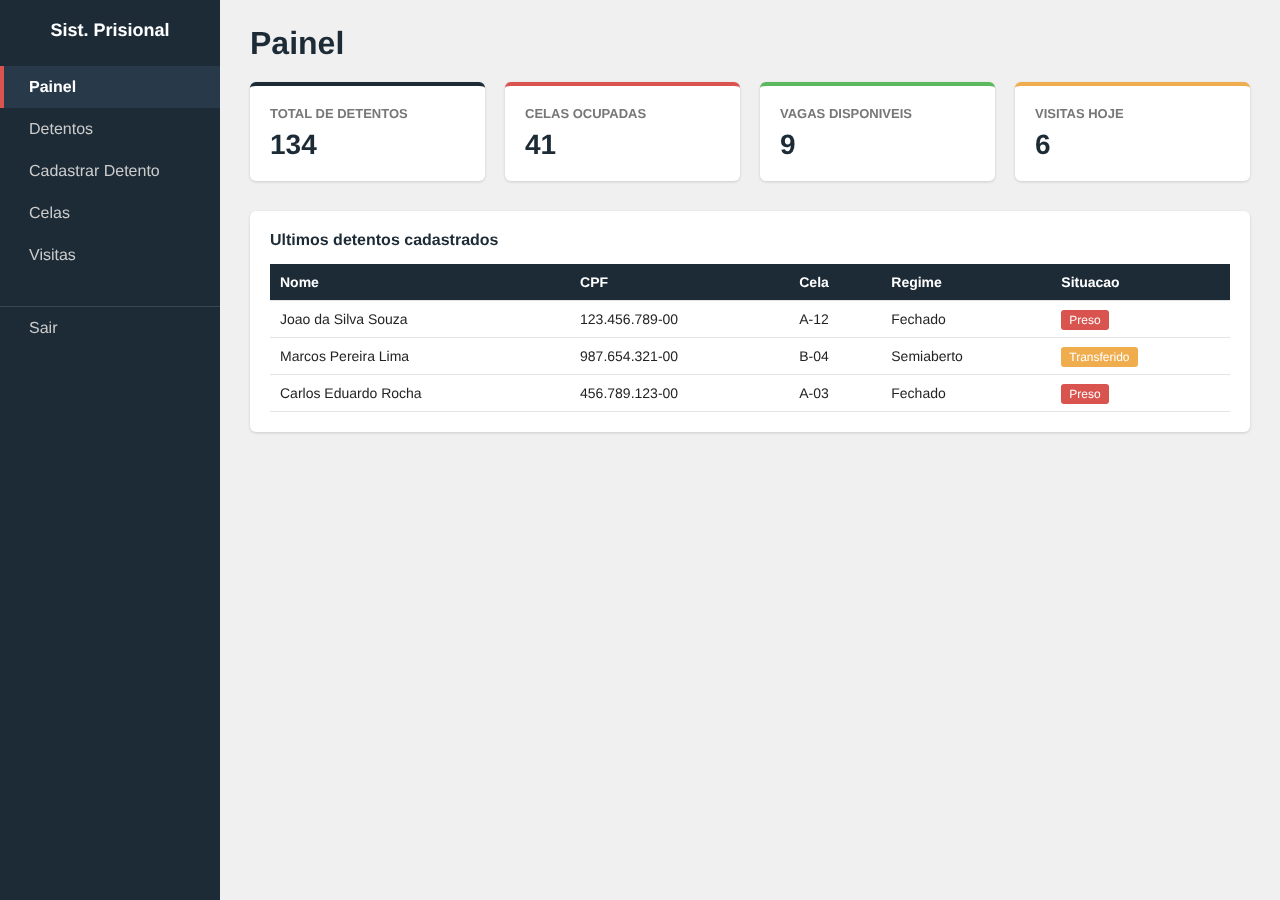 Sist. Prisional
Painel
Detentos
Cadastrar Detento
Celas
Visitas
Sair
Painel
TOTAL DE DETENTOS
134
CELAS OCUPADAS
41
VAGAS DISPONIVEIS
9
VISITAS HOJE
6
Ultimos detentos cadastrados
Nome CPF Cela Regime Situacao
Joao da Silva Souza 123.456.789-00 A-12 Fechado Preso
Marcos Pereira Lima 987.654.321-00 B-04 Semiaberto Transferido
Carlos Eduardo Rocha 456.789.123-00 A-03 Fechado Preso